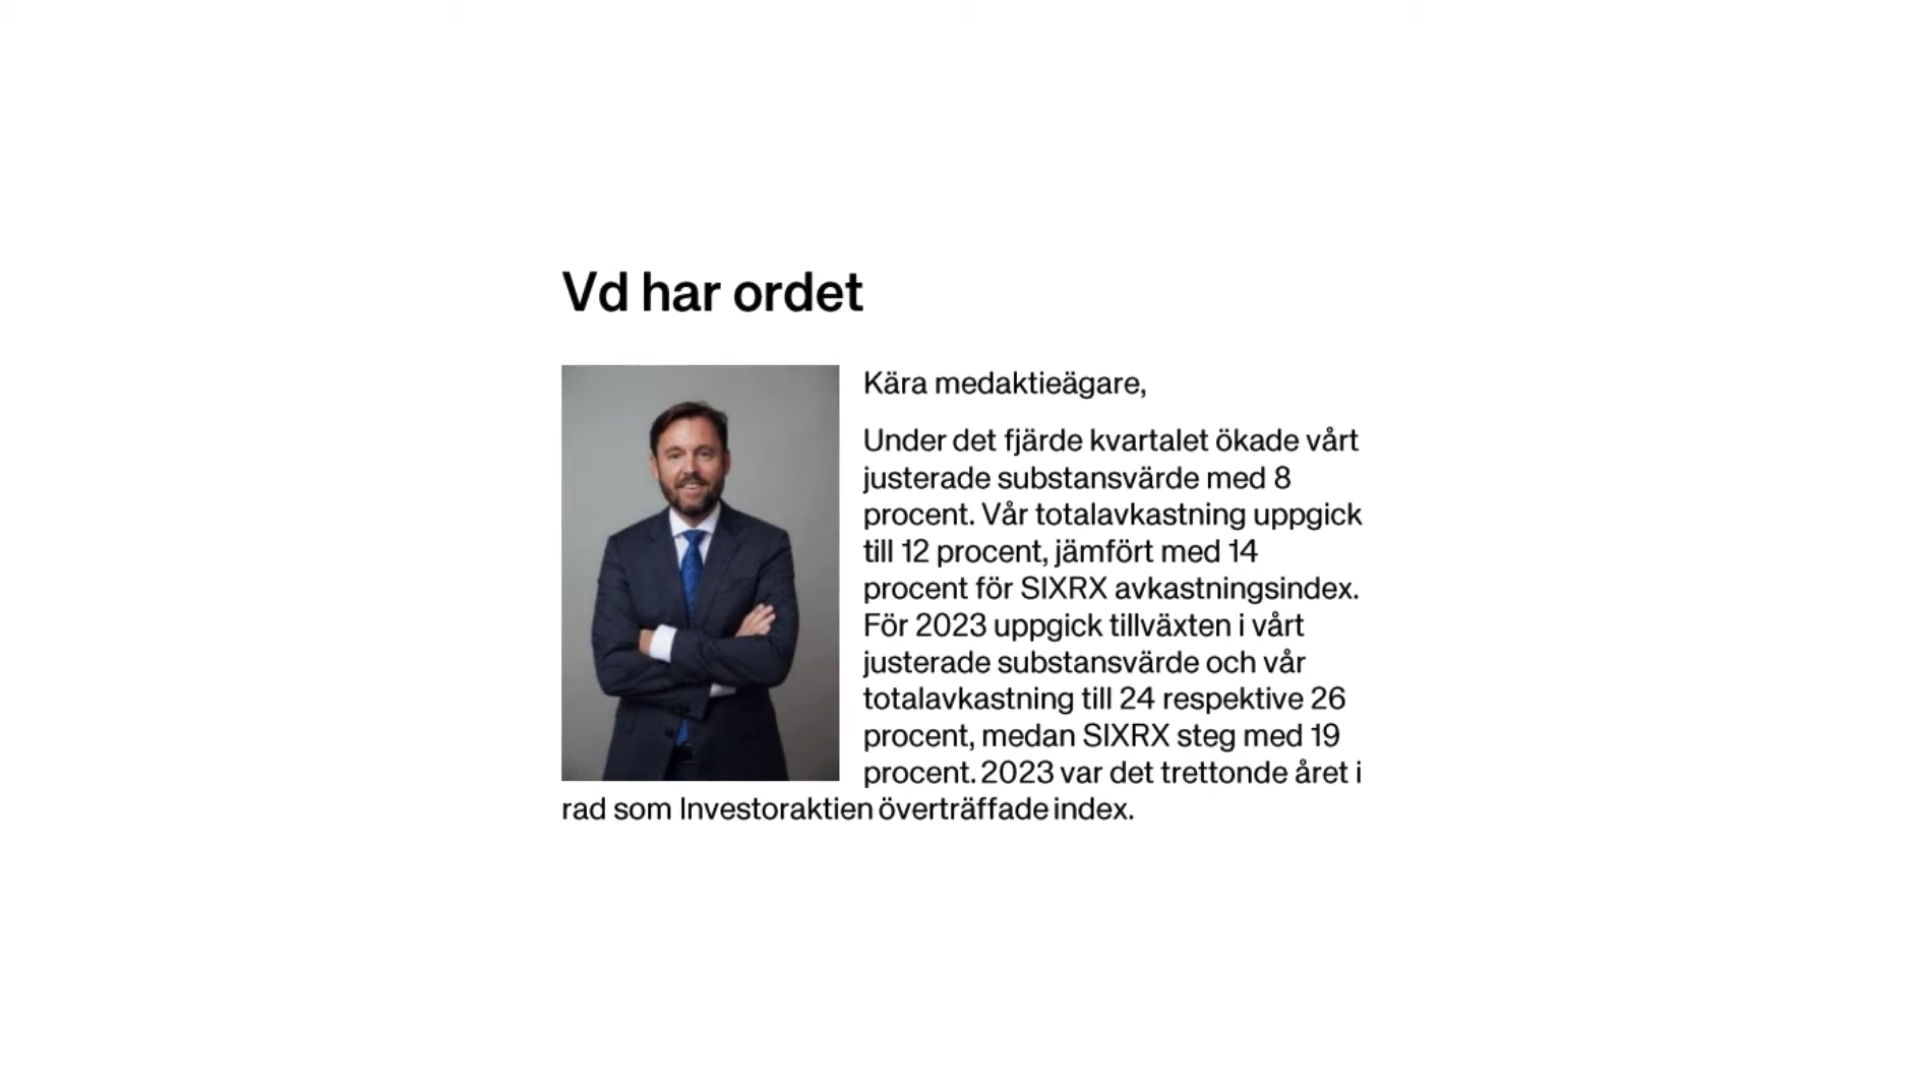 Vd har ordet
Kära medaktieägare,
Under det fjärde kvartalet ökade vårt
justerade substansvärde med 8
procent. Vår totalavkastning uppgick
till 12 procent, jämfört med 14
procent för SIXRX avkastningsindex.
För 2023 uppgick tillväxten i vårt
justerade substansvärde och vår
totalavkastning till 24 respektive 26
procent, medan SIXRX steg med 19
procent. 2023 var det trettonde året i
rad som Investoraktien överträffade index.